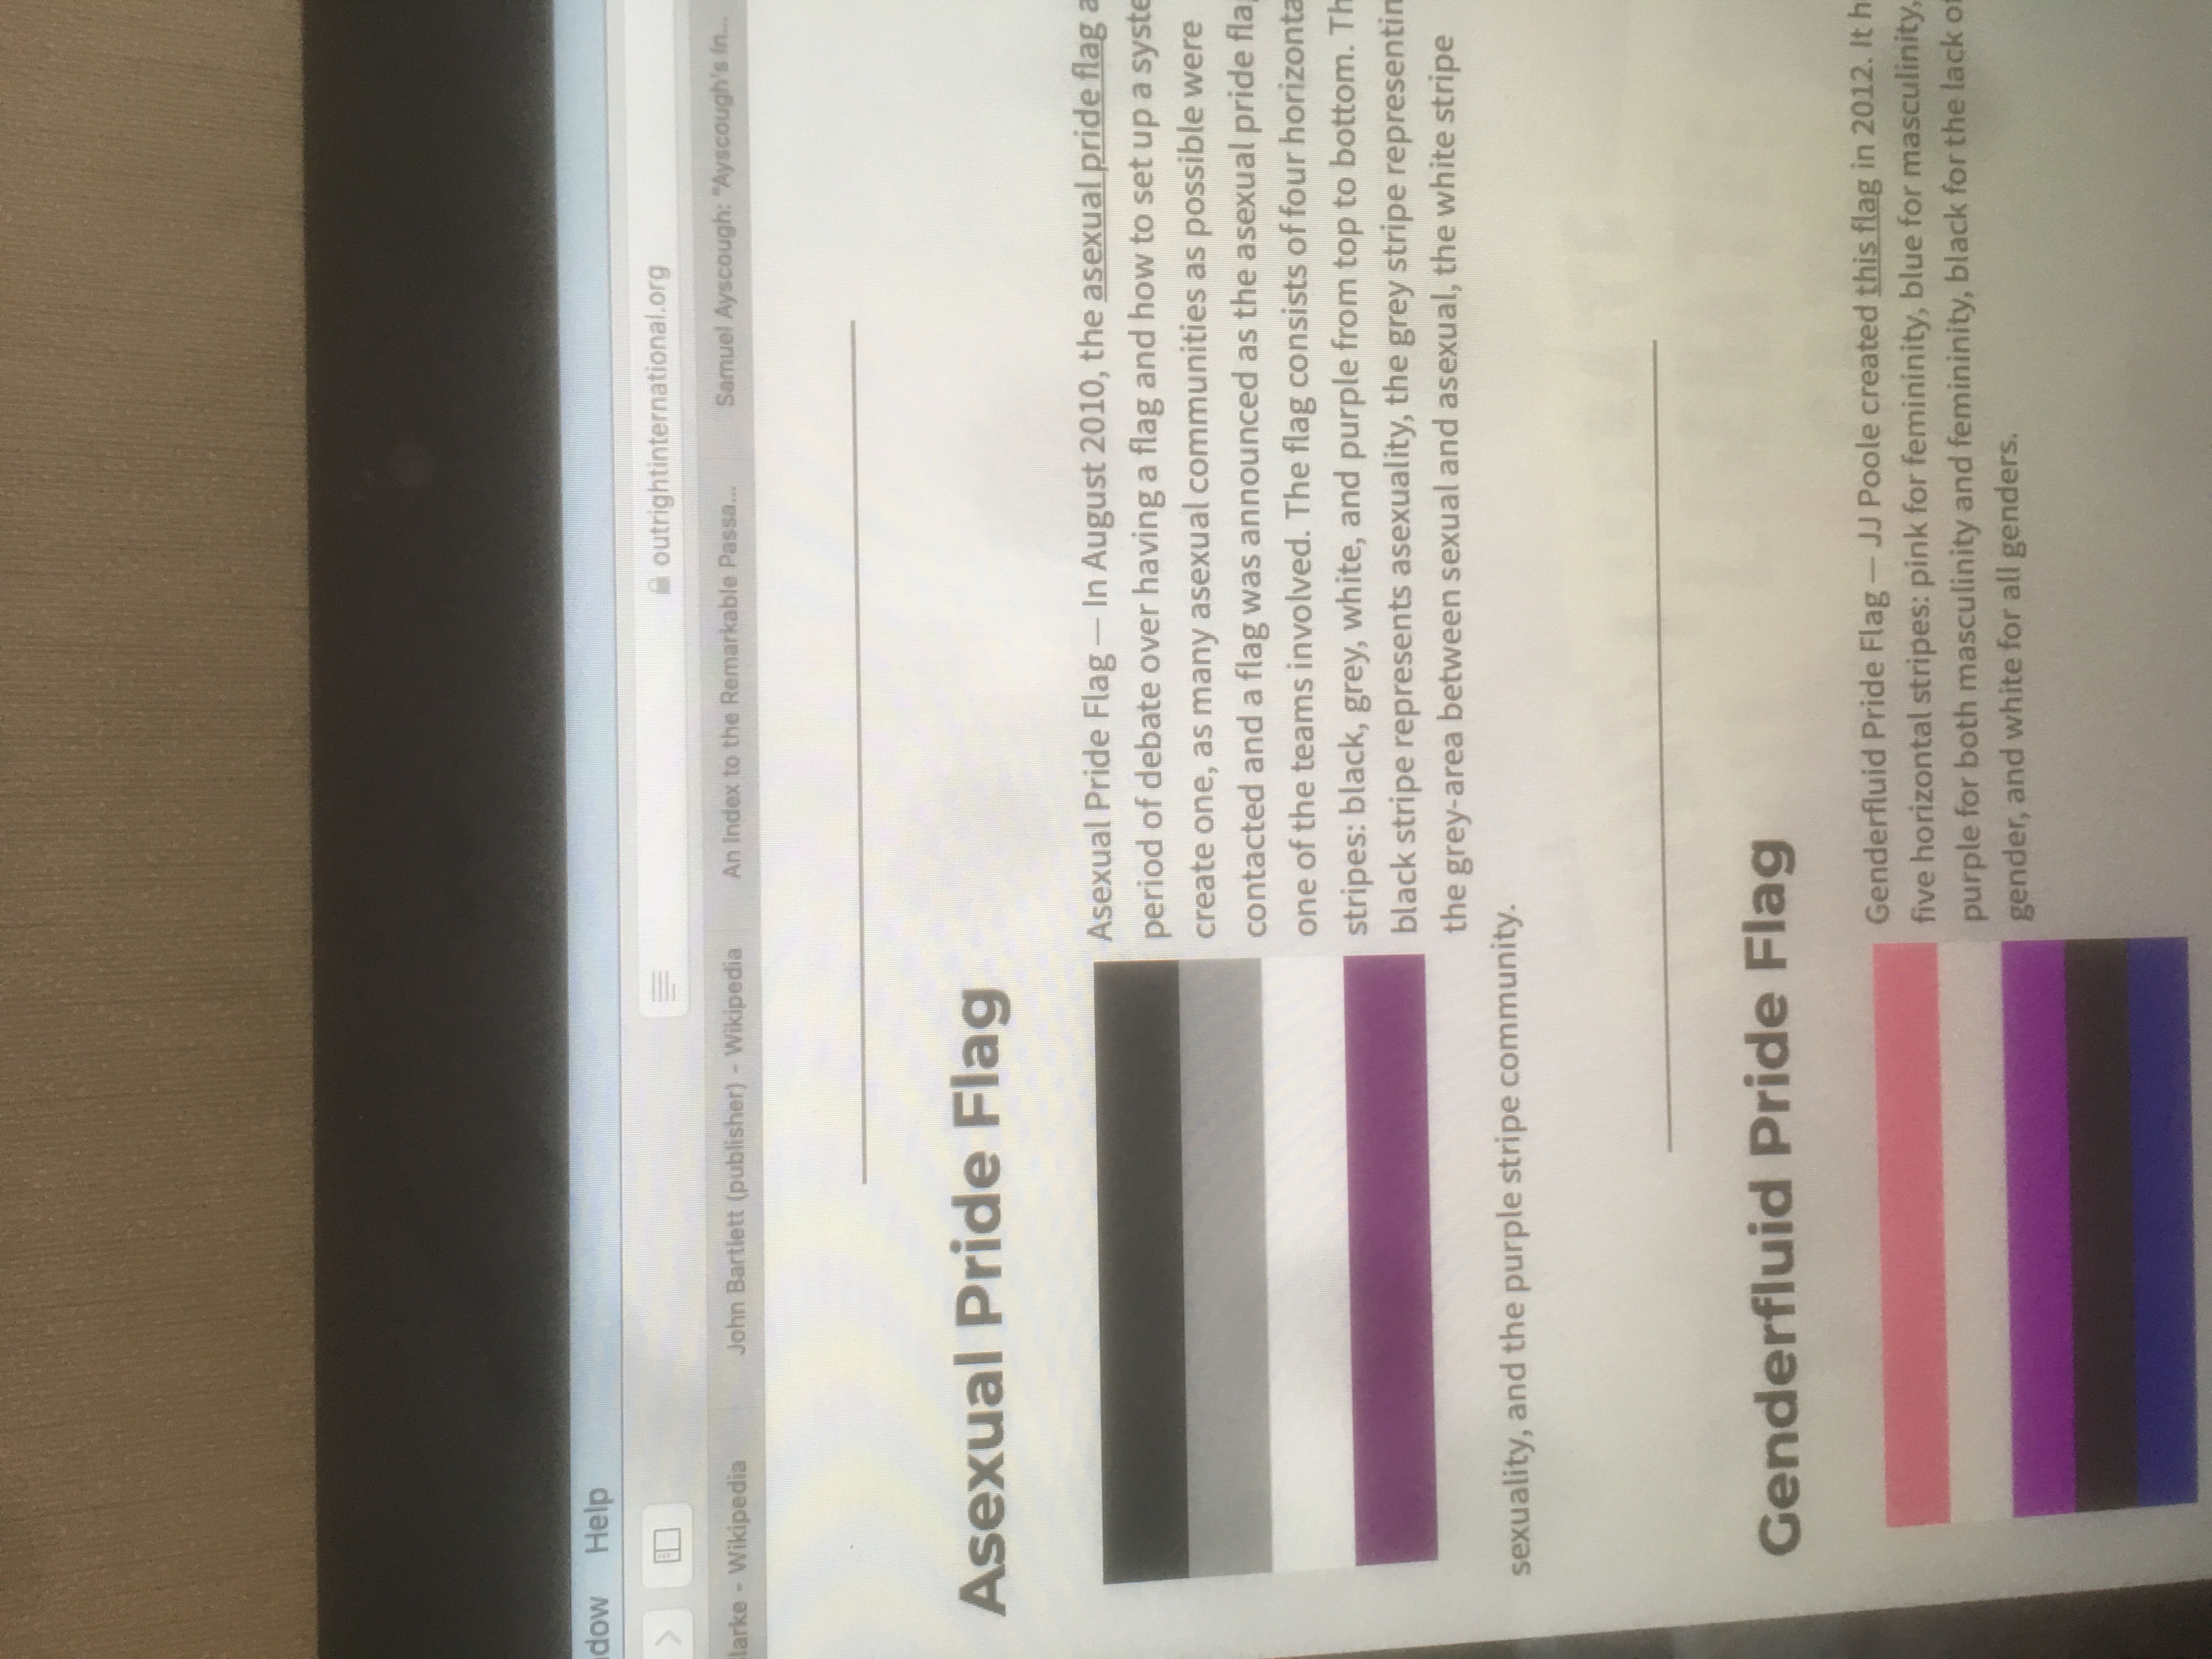 Help
outrightinternational.org
- Wikipedia John Bartlett (publisher) - Wikipedia An Index to the Remarkable Passa... Samuel Ayscough: "Ayscough's In...
Asexual Pride Flag
Asexual Pride Flag — In August 2010, the asexual pride flag
period of debate over having a flag and how to set up a syste
create one, as many asexual communities as possible were
contacted and a flag was announced as the asexual pride fla
one of the teams involved. The flag consists of four horizonta
stripes: black, grey, white, and purple from top to bottom. Th
black stripe represents asexuality, the grey stripe representin
the grey-area between sexual and asexual, the white stripe
sexuality, and the purple stripe community.
Genderfluid Pride Flag
Genderfluid Pride Flag — JJ Poole created this flag in 2012. It h
five horizontal stripes: pink for femininity, blue for masculinity,
purple for both masculinity and femininity, black for the lack of
gender, and white for all genders.